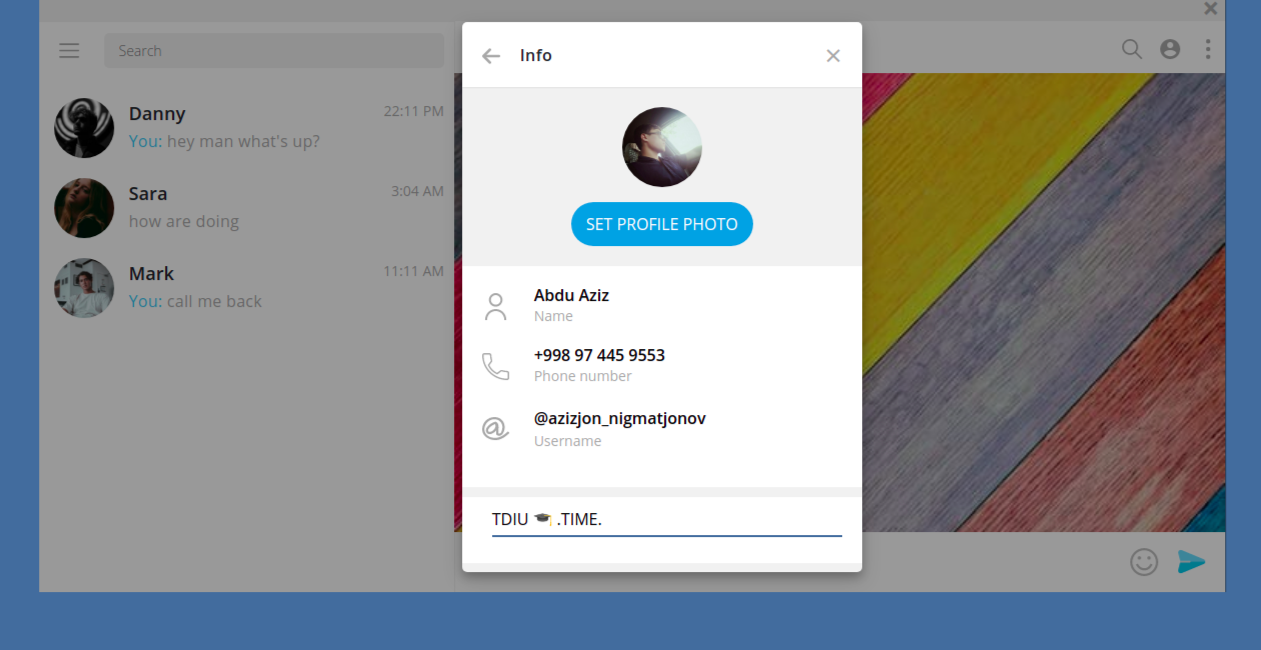 Search
Danny
22:11 PM
You: hey man what's up?
Sara
3:04 AM
how are doing
Mark
11:11 AM
You: call me back
Info
SET PROFILE PHOTO
Abdu Aziz
Name
+998 97 445 9553
Phone number
@azizjon_nigmatjonov
Username
TDIU 🎓 .TIME.